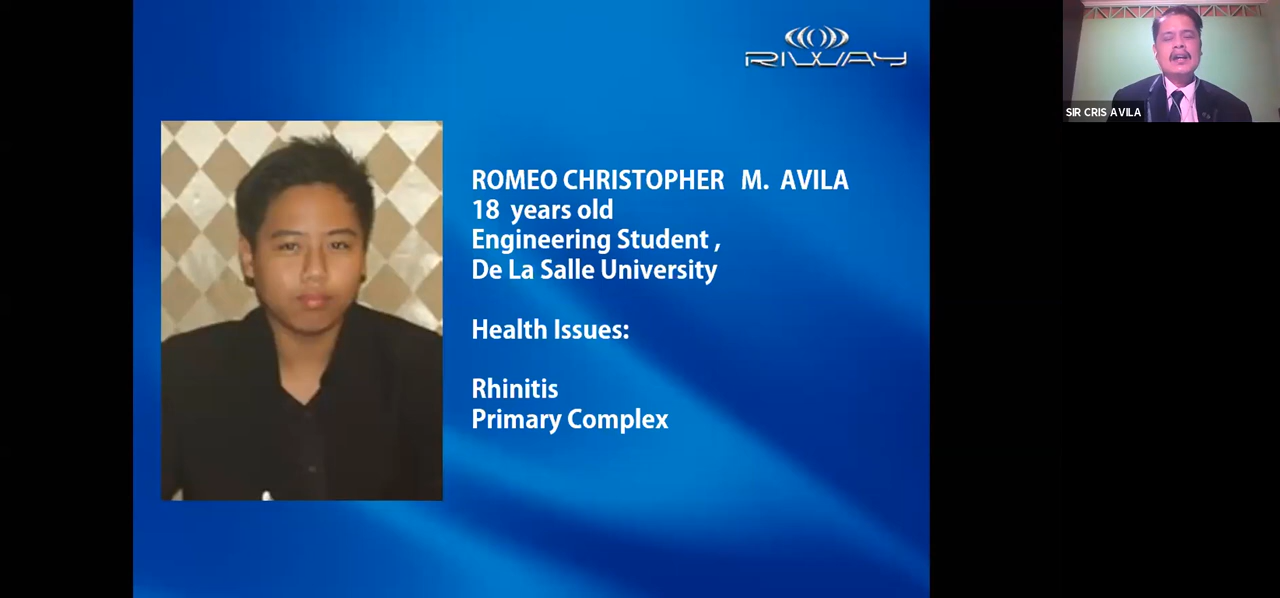 RIWAY
SIR CRIS AVILA
ROMEO CHRISTOPHER M. AVILA
18 years old
Engineering Student ,
De La Salle University
Health Issues:
Rhinitis
Primary Complex